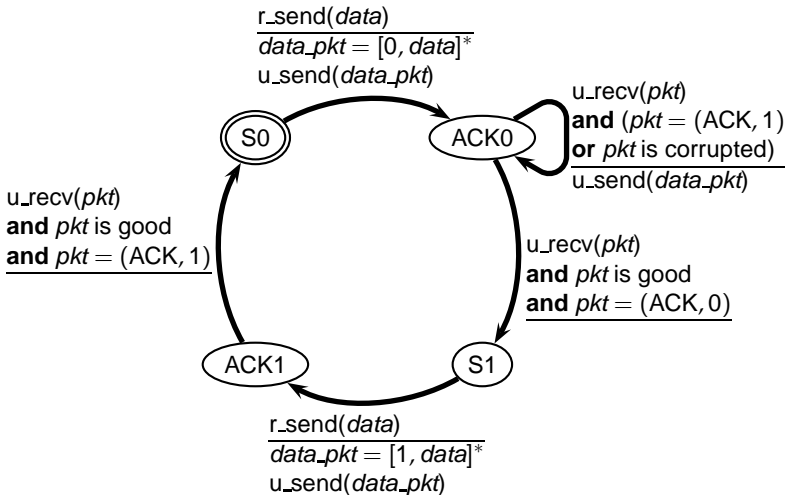 r_send(data)
data_pkt = [0, data]*
u_send(data_pkt)
S0
ACK0
u_recv(pkt)
and (pkt = (ACK, 1)
or pkt is corrupted)
u_send(data_pkt)
u_recv(pkt)
and pkt is good
and pkt = (ACK, 1)
u_recv(pkt)
and pkt is good
and pkt = (ACK, 0)
ACK1
S1
r_send(data)
data_pkt = [1, data]*
u_send(data_pkt)